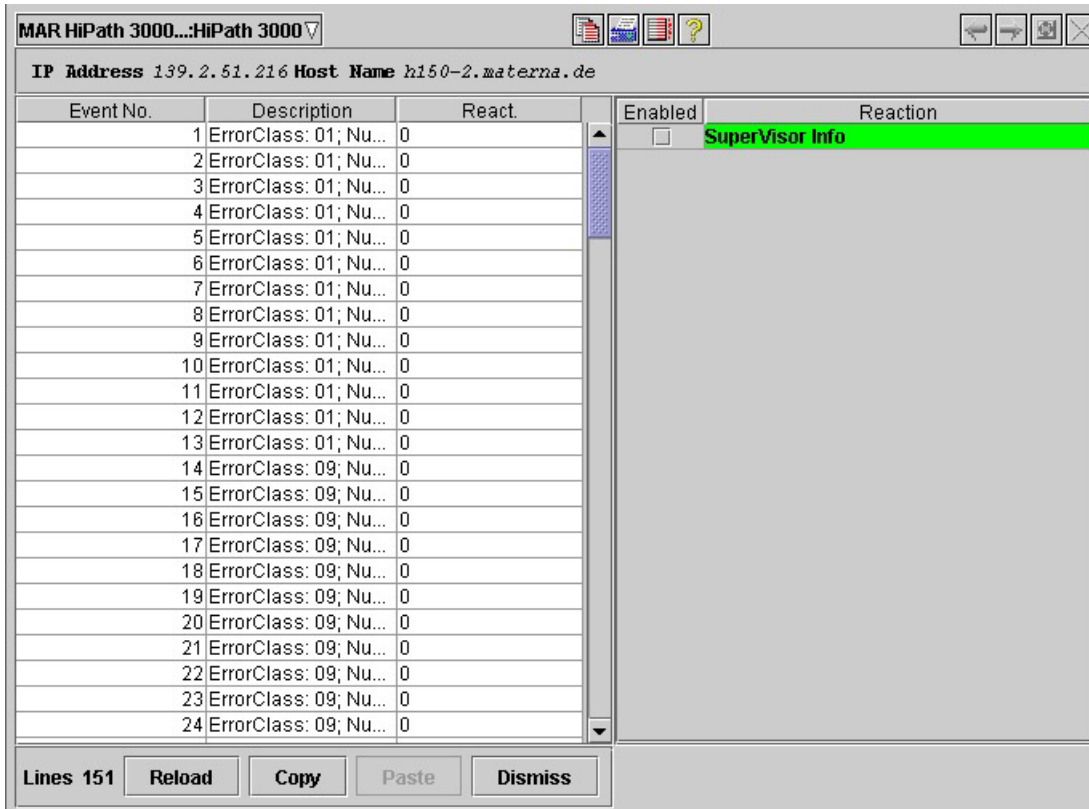 MAR HiPath 3000...:HiPath 3000
IP Address 139.2.51.216 Host Name h150-2.materna.de
Event No. Description React. Enabled Reaction
1 ErrorClass: 01; Nu... 0 SuperVisor Info
2 ErrorClass: 01; Nu... 0
3 ErrorClass: 01; Nu... 0
4 ErrorClass: 01; Nu... 0
5 ErrorClass: 01; Nu... 0
6 ErrorClass: 01; Nu... 0
7 ErrorClass: 01; Nu... 0
8 ErrorClass: 01; Nu... 0
9 ErrorClass: 01; Nu... 0
10 ErrorClass: 01; Nu... 0
11 ErrorClass: 01; Nu... 0
12 ErrorClass: 01; Nu... 0
13 ErrorClass: 01; Nu... 0
14 ErrorClass: 09; Nu... 0
15 ErrorClass: 09; Nu... 0
16 ErrorClass: 09; Nu... 0
17 ErrorClass: 09; Nu... 0
18 ErrorClass: 09; Nu... 0
19 ErrorClass: 09; Nu... 0
20 ErrorClass: 09; Nu... 0
21 ErrorClass: 09; Nu... 0
22 ErrorClass: 09; Nu... 0
23 ErrorClass: 09; Nu... 0
24 ErrorClass: 09; Nu... 0
Lines 151 Reload Copy Paste Dismiss